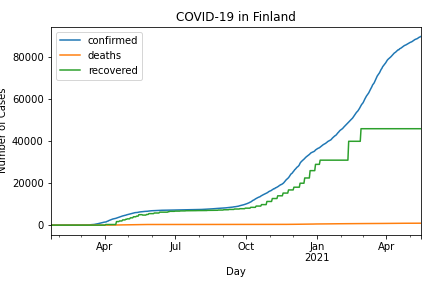 COVID-19 in Finland
confirmed
deaths
recovered
80000
60000
40000
20000
0
Number of Cases
Apr
Jul
Oct
Jan
2021
Apr
Day